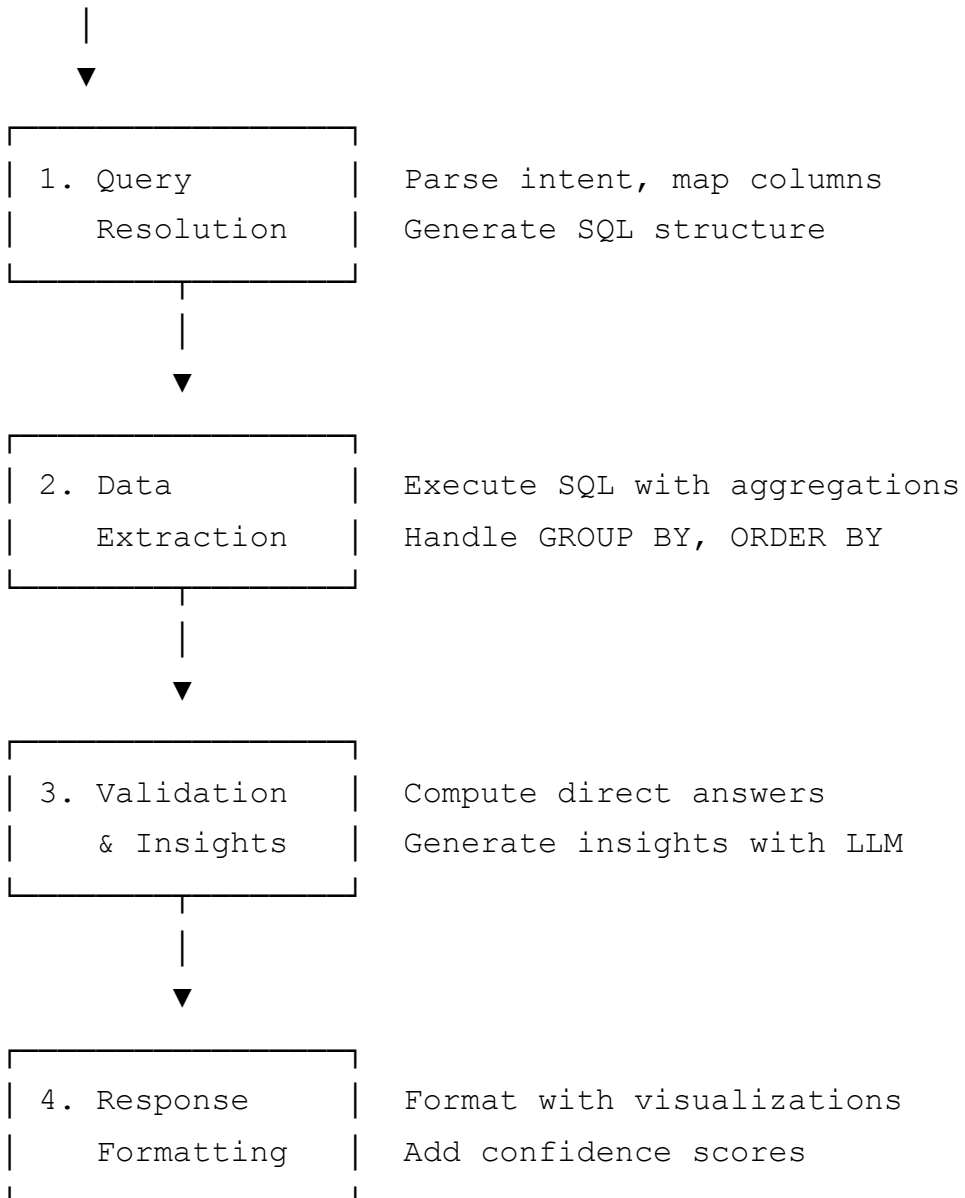 1. Query Parse intent, map columns
Resolution Generate SQL structure
2. Data Execute SQL with aggregations
Extraction Handle GROUP BY, ORDER BY
3. Validation Compute direct answers
& Insights Generate insights with LLM
4. Response Format with visualizations
Formatting Add confidence scores